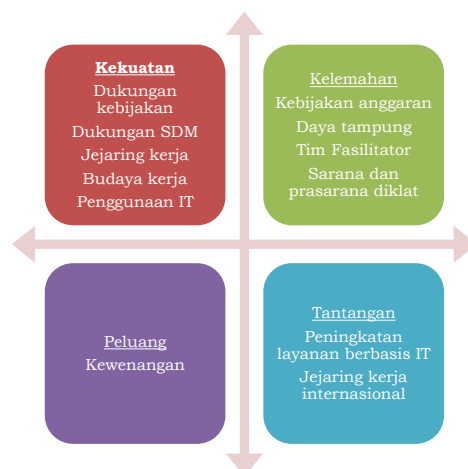 Kekuatan
Dukungan
kebijakan
Dukungan SDM
Jejaring kerja
Budaya kerja
Penggunaan IT
Kelemahan
Kebijakan anggaran
Daya tampung
Tim Fasilitator
Sarana dan
prasarana diklat
Peluang
Kewenangan
Tantangan
Peningkatan
layanan berbasis IT
Jejaring kerja
internasional